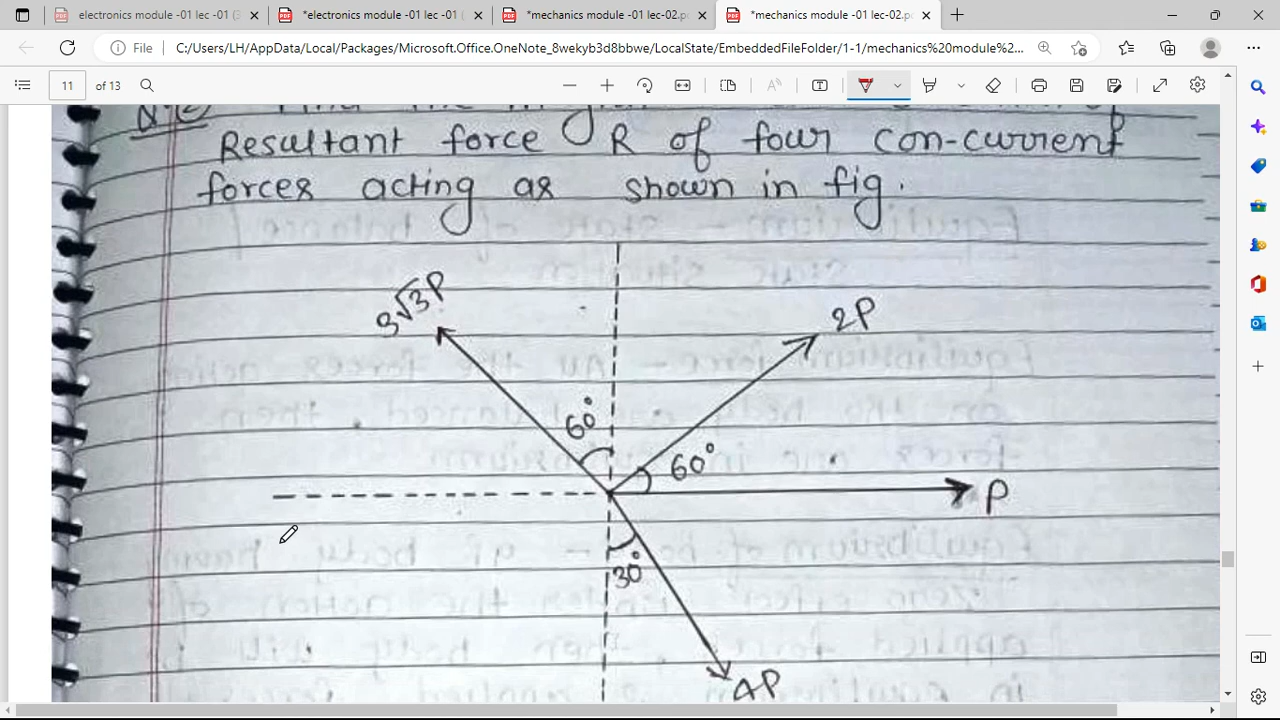 electronics module -01 lec -01 (
*electronics module -01 lec -01 (
*mechanics module -01 lec-02.pc
*mechanics module -01 lec-02.pc
File
C:/Users/LH/AppData/Local/Packages/Microsoft.Office.OneNote_8wekyb3d8bbwe/LocalState/EmbeddedFileFolder/1-1/mechanics%20module%2...
11 of 13
Resultant force R of four con-current
forces acting as shown in fig.
3√3P
2P
60°
60°
P
30°
4P